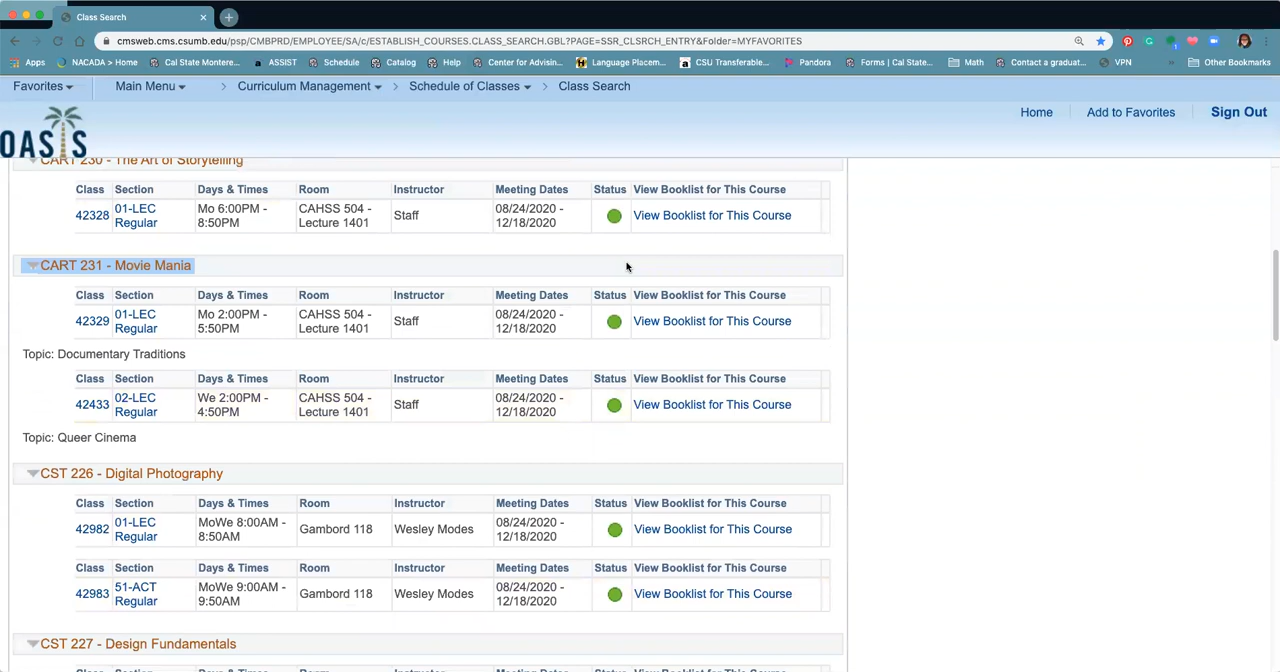 Class Search
cmsweb.cms.csumb.edu/psp/CMBPRD/EMPLOYEE/SA/c/ESTABLISH_COURSES.CLASS_SEARCH.GBL?PAGE=SSR_CLSRCH_ENTRY&Folder=MYFAVORITES
Apps NACADA > Home Cal State Montere... ASSIST Schedule Catalog Help Center for Advisin... Language Placem... CSU Transferable... Pandora Forms | Cal State... Math Contact a graduat... VPN » Other Bookmarks
Favorites Main Menu > Curriculum Management > Schedule of Classes > Class Search
Home Add to Favorites Sign Out
OASIS
CART 230 - The Art of Storytelling
Class Section Days & Times Room Instructor Meeting Dates Status View Booklist for This Course
42328 01-LEC Regular Mo 6:00PM - 8:50PM CAHSS 504 - Lecture 1401 Staff 08/24/2020 - 12/18/2020 View Booklist for This Course
CART 231 - Movie Mania
Class Section Days & Times Room Instructor Meeting Dates Status View Booklist for This Course
42329 01-LEC Regular Mo 2:00PM - 5:50PM CAHSS 504 - Lecture 1401 Staff 08/24/2020 - 12/18/2020 View Booklist for This Course
Topic: Documentary Traditions
Class Section Days & Times Room Instructor Meeting Dates Status View Booklist for This Course
42433 02-LEC Regular We 2:00PM - 4:50PM CAHSS 504 - Lecture 1401 Staff 08/24/2020 - 12/18/2020 View Booklist for This Course
Topic: Queer Cinema
CST 226 - Digital Photography
Class Section Days & Times Room Instructor Meeting Dates Status View Booklist for This Course
42982 01-LEC Regular MoWe 8:00AM - 8:50AM Gambord 118 Wesley Modes 08/24/2020 - 12/18/2020 View Booklist for This Course
Class Section Days & Times Room Instructor Meeting Dates Status View Booklist for This Course
42983 51-ACT Regular MoWe 9:00AM - 9:50AM Gambord 118 Wesley Modes 08/24/2020 - 12/18/2020 View Booklist for This Course
CST 227 - Design Fundamentals
Class Section Days & Times Room Instructor Meeting Dates Status View Booklist for This Course